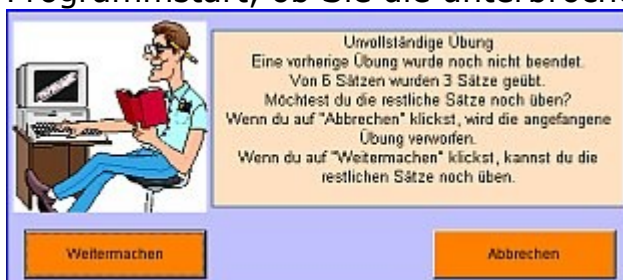 Programmstart, ob Sie die unterbroche
Unvollständige Übung
Eine vorherige Übung wurde noch nicht beendet.
Von 6 Sätzen wurden 3 Sätze geübt.
Möchtest du die restliche Sätze noch üben?
Wenn du auf "Abbrechen" klickst, wird die angefangene
Übung verworfen.
Wenn du auf "Weitermachen" klickst, kannst du die
restlichen Sätze noch üben.
Weitermachen
Abbrechen